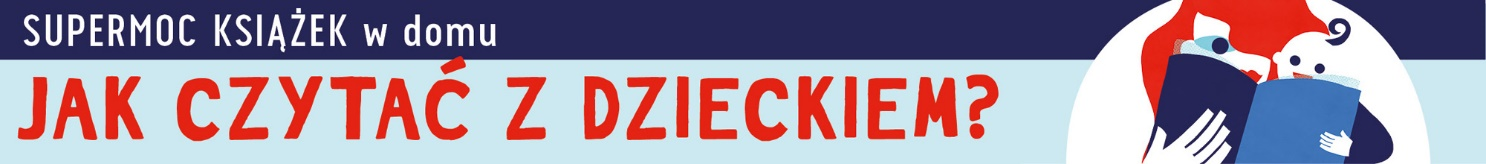 SUPERMOC KSIĄŻEK w domu
JAK CZYTAĆ Z DZIECKIEM?